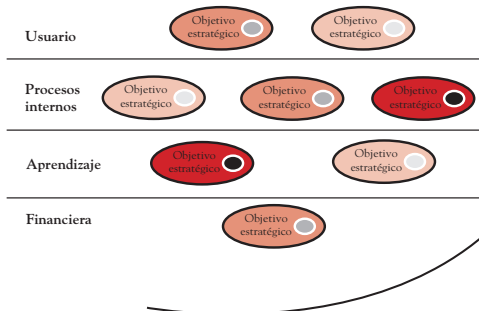 Usuario
Objetivo
estratégico
Objetivo
estratégico
Procesos
internos
Objetivo
estratégico
Objetivo
estratégico
Objetivo
estratégico
Aprendizaje
Objetivo
estratégico
Objetivo
estratégico
Financiera
Objetivo
estratégico